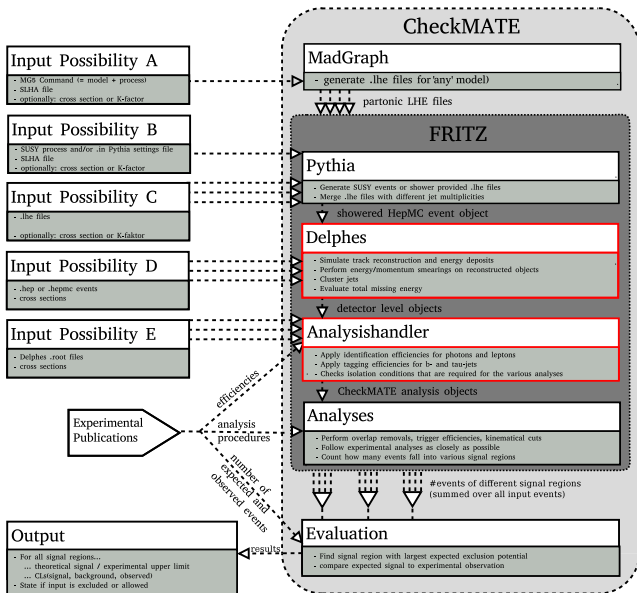 CheckMATE
Input Possibility A
- MG5 Command (= model + process)
- SLHA file
- optionally: cross section or K-factor
MadGraph
- generate .lhe files for'any' model)
partonic LHE files
Input Possibility B
- SUSY process and/or .in Pythia settings file
- SLHA file
- optionally: cross section or K-factor
FRITZ
Pythia
- Generate SUSY events or shower provided .lhe files
- Merge .lhe files with different jet multiplicities
Input Possibility C
- .lhe files
- optionally: cross section or K-faktor
showered HepMC event object
Delphes
- Simulate track reconstruction and energy deposits
- Perform energy/momentum smearings on reconstructed objects
- Cluster jets
- Evaluate total missing energy
Input Possibility D
- .hep or .hepmc events
- cross sections
detector level objects
Input Possibility E
- Delphes .root files
- cross sections
Analysishandler
- Apply identification efficiencies for photons and leptons
- Apply tagging efficiencies for b- and tau-jets
- Checks isolation conditions that are required for the various analyses
CheckMATE analysis objects
Experimental
Publications
efficiencies
analysis
procedures
number of
expected and
observed events
Analyses
- Perform overlap removals, trigger efficiencies, kinematical cuts
- Follow experimental analyses as closely as possible
- Count how many events fall into various signal regions
#events of different signal regions
(summed over all input events)
Evaluation
- Find signal region with largest expected exclusion potential
- compare expected signal to experimental observation
results
Output
- For all signal regions...
... theoretical signal / experimental upper limit
... CLs(signal, background, observed)
- State if input is excluded or allowed